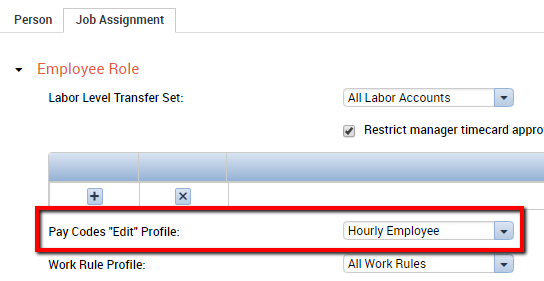 Person Job Assignment
Employee Role
Labor Level Transfer Set: All Labor Accounts
Restrict manager timecard appro
Pay Codes "Edit" Profile: Hourly Employee
Work Rule Profile: All Work Rules